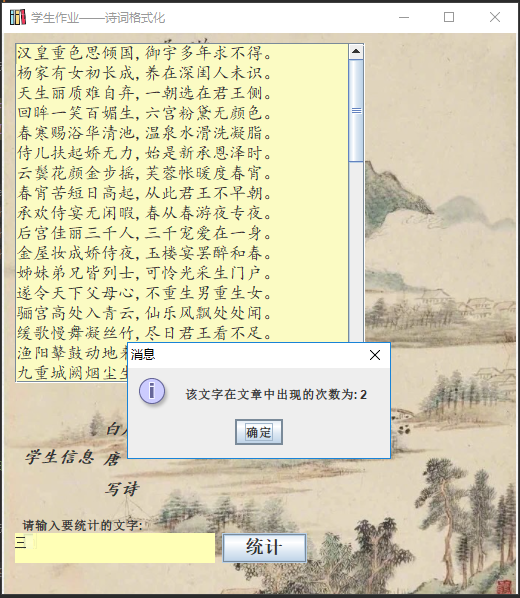 学生作业——诗词格式化
汉皇重色思倾国,御宇多年求不得。
杨家有女初长成,养在深闺人未识。
天生丽质难自弃,一朝选在君王侧。
回眸一笑百媚生,六宫粉黛无颜色。
春寒赐浴华清池,温泉水滑洗凝脂。
侍儿扶起娇无力,始是新承恩泽时。
云鬓花颜金步摇,芙蓉帐暖度春宵。
春宵苦短日高起,从此君王不早朝。
承欢侍宴无闲暇,春从春游夜专夜。
后宫佳丽三千人,三千宠爱在一身。
金屋妆成娇侍夜,玉楼宴罢醉和春。
姊妹弟兄皆列士,可怜光采生门户。
遂令天下父母心,不重生男重生女。
骊宫高处入青云,仙乐风飘处处闻。
缓歌慢舞凝丝竹,尽日君王看不足。
渔阳鼙鼓动地
九重城阙烟尘
消息
该文字在文章中出现的次数为: 2
确定
学生信息
唐
写诗
请输入要统计的文字:
三
统计